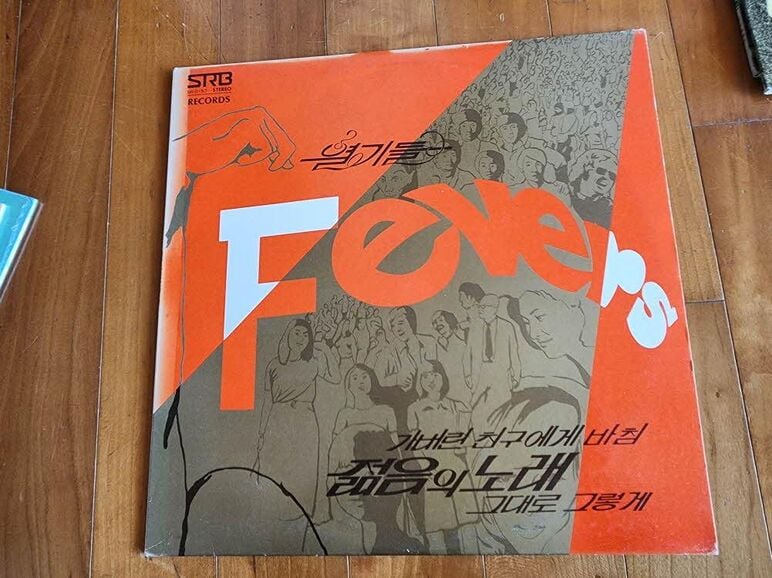 SRB
STEREO
RECORDS
열기들
Fevers
가버린 친구에게 바침
젊음의 노래
그대로 그렇게